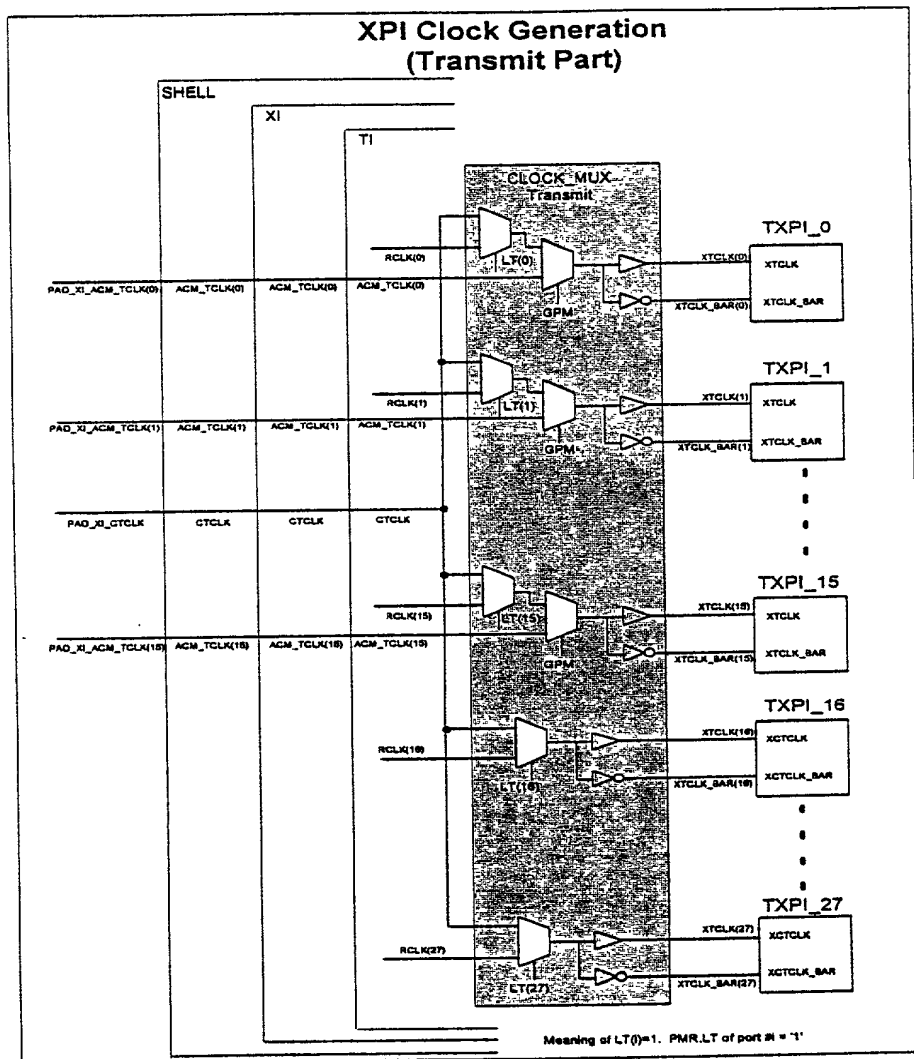 XPI Clock Generation
(Transmit Part)
SHELL
XI
TI
CLOCK_MUX
Transmit
TXPI_0
RCLK(0)
LT(0)
XTCLK(0)
XTCLK
PAD_XI_ACM_TCLK(0) ACM_TCLK(0) ACM_TCLK(0) ACM_TCLK(0)
GPM
XTCLK_BAR(0)
XTCLK_BAR
TXPI_1
RCLK(1)
LT(1)
XTCLK(1)
XTCLK
PAD_XI_ACM_TCLK(1) ACM_TCLK(1) ACM_TCLK(1) ACM_TCLK(1)
GPM
XTCLK_BAR(1)
XTCLK_BAR
PAD_XI_CTCLK CTCLK CTCLK CTCLK
TXPI_15
RCLK(15)
LT(15)
XTCLK(15)
XTCLK
PAD_XI_ACM_TCLK(15) ACM_TCLK(15) ACM_TCLK(15) ACM_TCLK(15)
GPM
XTCLK_BAR(15)
XTCLK_BAR
TXPI_16
RCLK(16)
LT(16)
XTCLK(16)
XCTCLK
XTCLK_BAR(16)
XCTCLK_BAR
TXPI_27
RCLK(27)
LT(27)
XTCLK(27)
XCTCLK
XTCLK_BAR(27)
XCTCLK_BAR
Meaning of LT(i)=1. PMR.LT of port #i = '1'